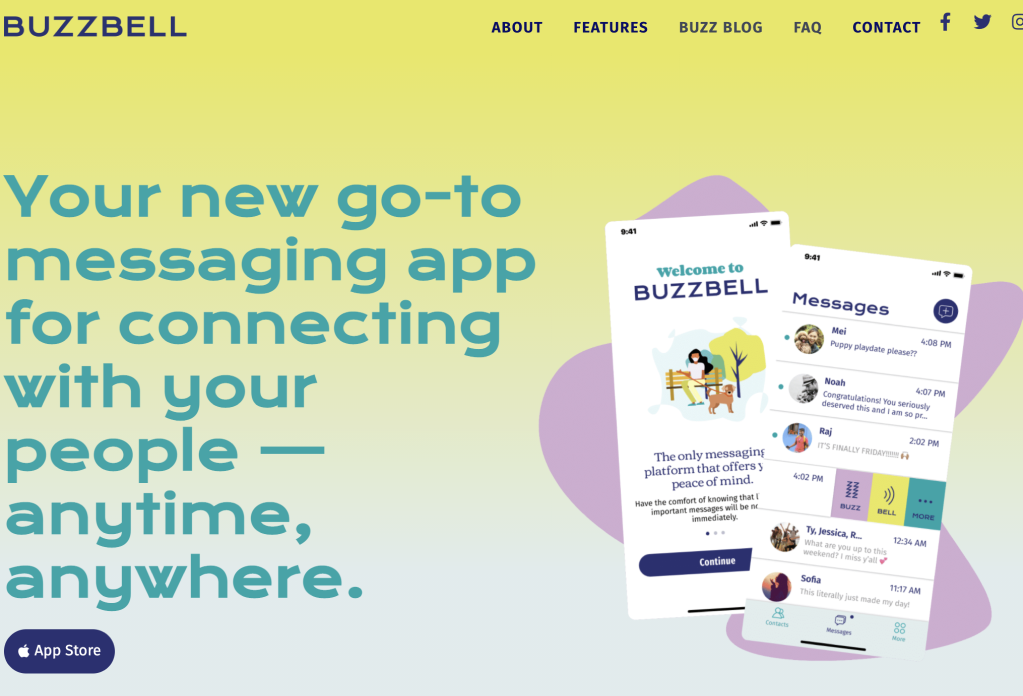 BUZZBELL
ABOUT FEATURES BUZZ BLOG FAQ CONTACT
Your new go-to
messaging app
for connecting
with your
people —
anytime,
anywhere.
App Store
9:41
Welcome to
BUZZBELL
The only messaging
platform that offers y
peace of mind.
Have the comfort of knowing that
important messages will be
immediately.
Continue
9:41
Messages
Mei 4:08 PM
Puppy playdate please??
Noah 4:07 PM
Congratulations! You seriously
deserved this and I am so pr...
Raj 2:02 PM
IT'S FINALLY FRIDAY!!!!!! 🙌🏼
4:02 PM
BUZZ BELL MORE
Ty, Jessica, R... 12:34 AM
What are you up to this
weekend? I miss y'all 💕
Sofia 11:17 AM
This literally just made my day!
Contacts Messages More